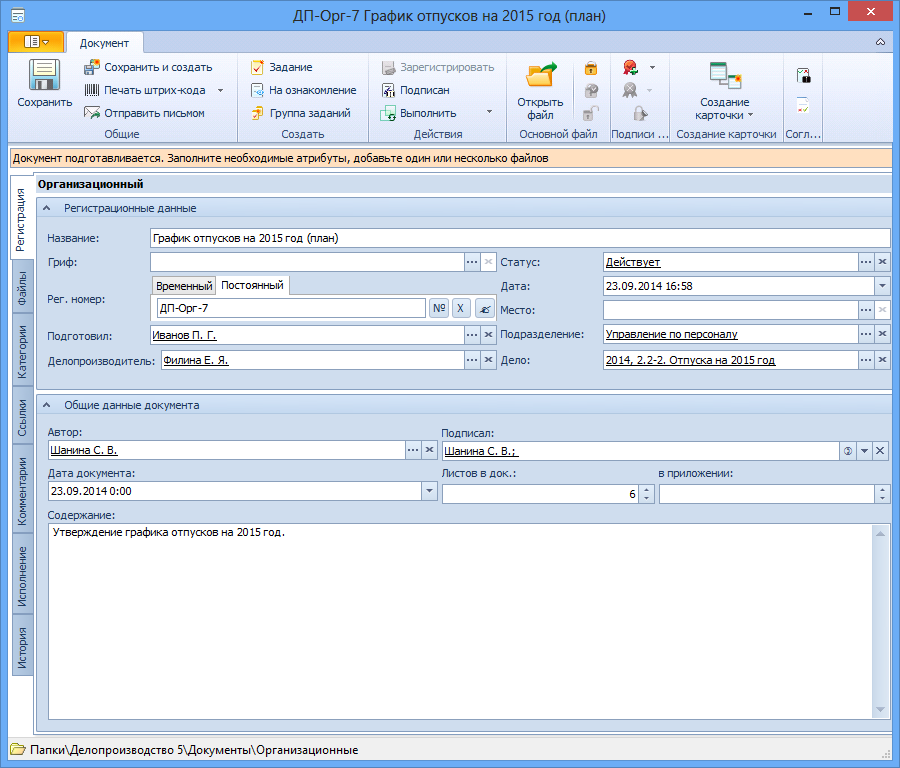 ДП-Орг-7 График отпусков на 2015 год (план)
Документ
Сохранить
Сохранить и создать
Печать штрих-кода
Отправить письмом
Общие
Задание
На ознакомление
Группа заданий
Создать
Зарегистрировать
Подписан
Выполнить
Действия
Открыть
файл
Основной файл
Подписи ...
Создание
карточки
Создание карточки
Согл...
Документ подготавливается. Заполните необходимые атрибуты, добавьте один или несколько файлов
Регистрация
Файлы
Категории
Ссылки
Комментарии
Исполнение
История
Организационный
Регистрационные данные
Название: График отпусков на 2015 год (план)
Гриф: ... Статус: Действует ...
Временный Постоянный
Дата: 23.09.2014 16:58
Рег. номер: ДП-Орг-7 № X
Место: ...
Подготовил: Иванов П. Г. ... Подразделение: Управление по персоналу ...
Делопроизводитель: Филина Е. Я. ... Дело: 2014, 2.2-2. Отпуска на 2015 год ...
Общие данные документа
Автор: Подписал:
Шанина С. В. ... Шанина С. В.;
Дата документа: Листов в док.: в приложении:
23.09.2014 0:00 6
Содержание:
Утверждение графика отпусков на 2015 год.
Папки\Делопроизводство 5\Документы\Организационные